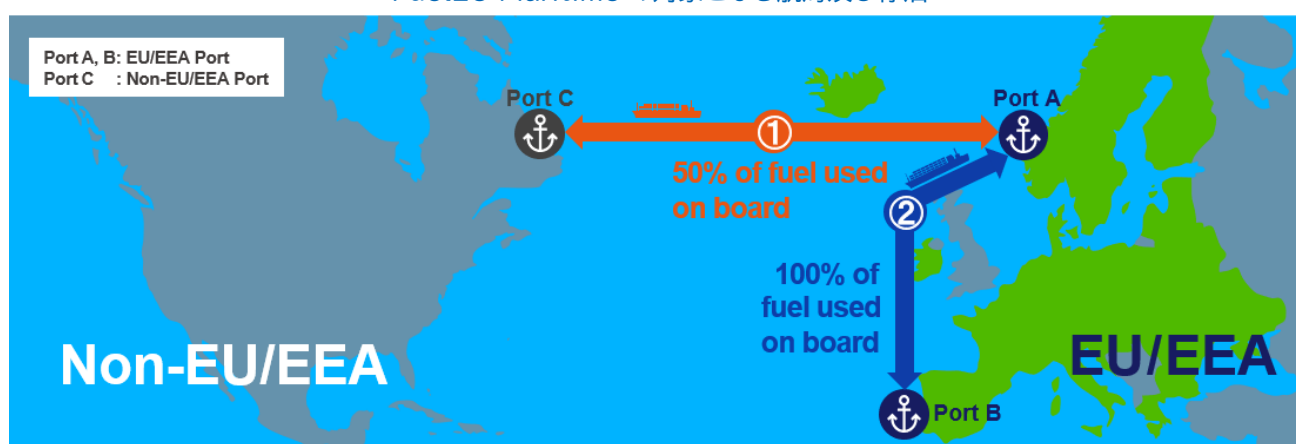 Port A, B: EU/EEA Port
Port C : Non-EU/EEA Port
Port C
Port A
①
50% of fuel used
on board
②
100% of
fuel used
on board
Non-EU/EEA
EU/EEA
Port B